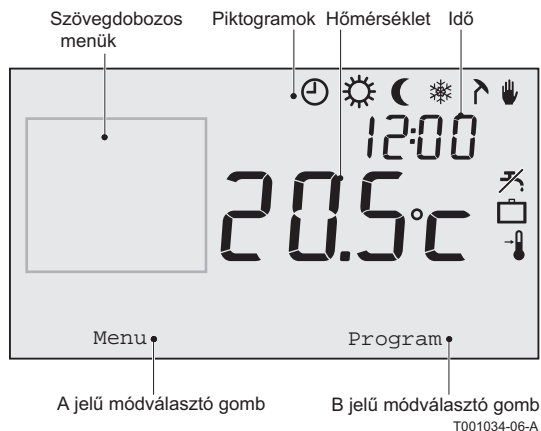 Szövegdobozos
menük
Piktogramok
Hőmérséklet
Idő
12:00
20.5°c
Menu
Program
A jelű módválasztó gomb
B jelű módválasztó gomb
T001034-06-A